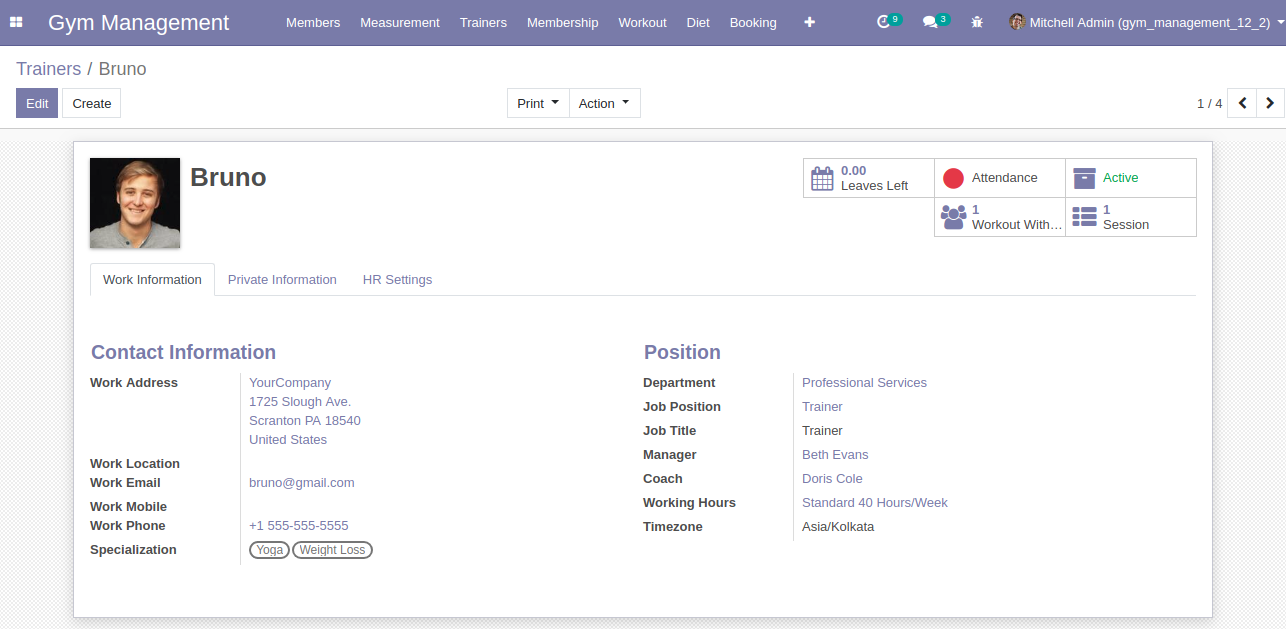 Gym Management Members Measurement Trainers Membership Workout Diet Booking 9 3 Mitchell Admin (gym_management_12_2)
Trainers / Bruno
Edit Create Print Action 1 / 4
Bruno
0.00
Leaves Left
Attendance
Active
1
Workout With...
1
Session
Work Information Private Information HR Settings
Contact Information
Work Address YourCompany
1725 Slough Ave.
Scranton PA 18540
United States
Work Location
Work Email bruno@gmail.com
Work Mobile
Work Phone +1 555-555-5555
Specialization Yoga Weight Loss
Position
Department Professional Services
Job Position Trainer
Job Title Trainer
Manager Beth Evans
Coach Doris Cole
Working Hours Standard 40 Hours/Week
Timezone Asia/Kolkata